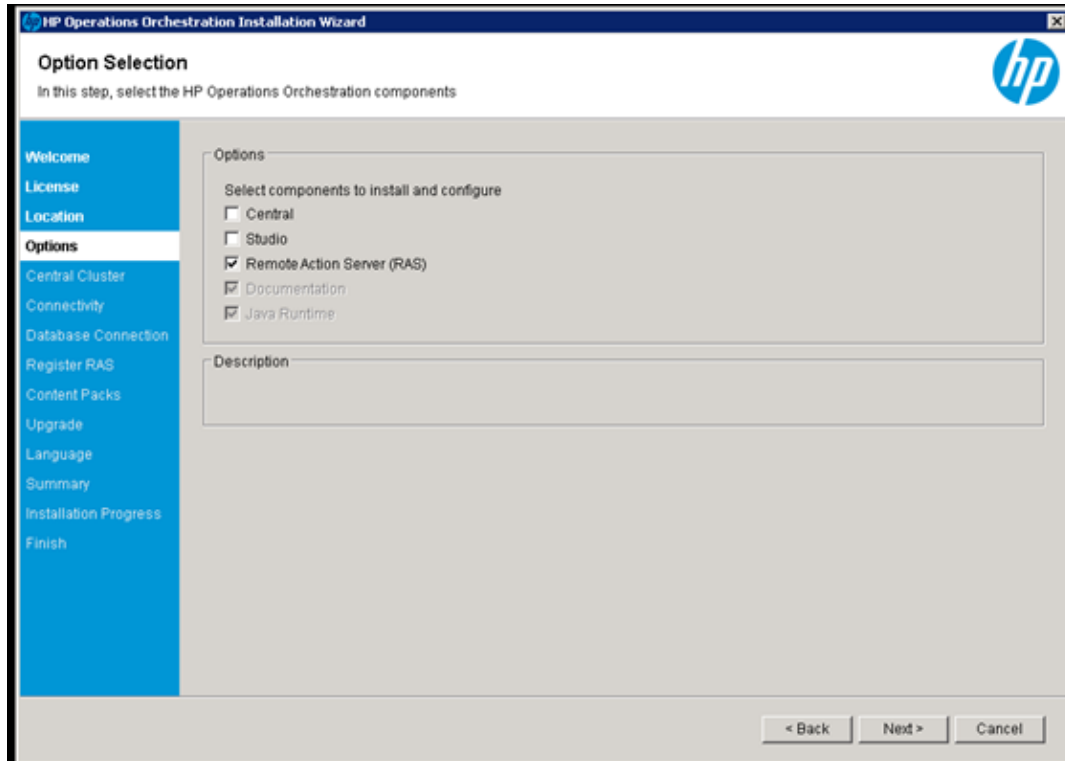 HP Operations Orchestration Installation Wizard
Option Selection
In this step, select the HP Operations Orchestration components
hp
Welcome
License
Location
Options
Central Cluster
Connectivity
Database Connection
Register RAS
Content Packs
Upgrade
Language
Summary
Installation Progress
Finish
Options
Select components to install and configure
Central
Studio
Remote Action Server (RAS)
Documentation
Java Runtime
Description
< Back Next > Cancel